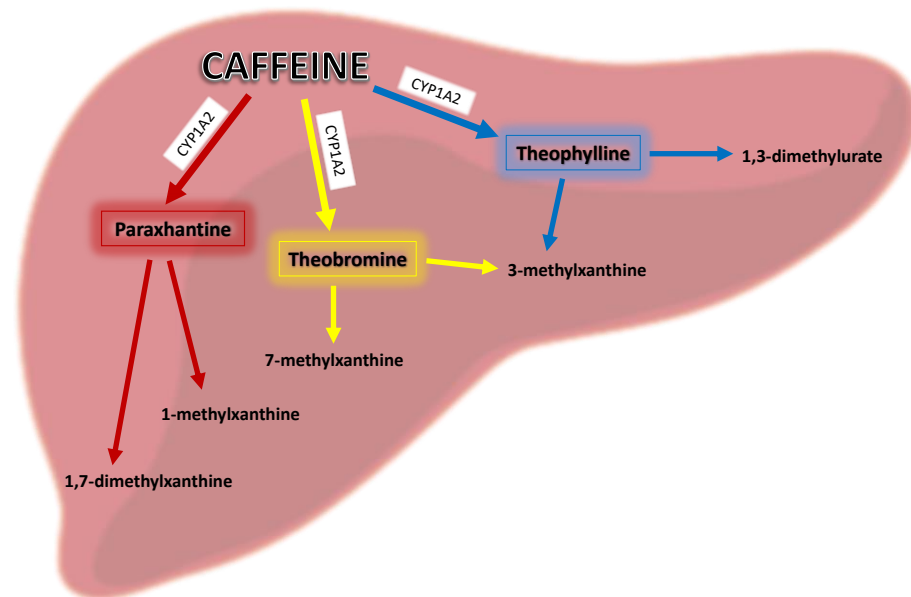 CAFFEINE
CYP1A2
CYP1A2
CYP1A2
Theophylline
1,3-dimethylurate
Paraxhantine
Theobromine
3-methylxanthine
7-methylxanthine
1-methylxanthine
1,7-dimethylxanthine